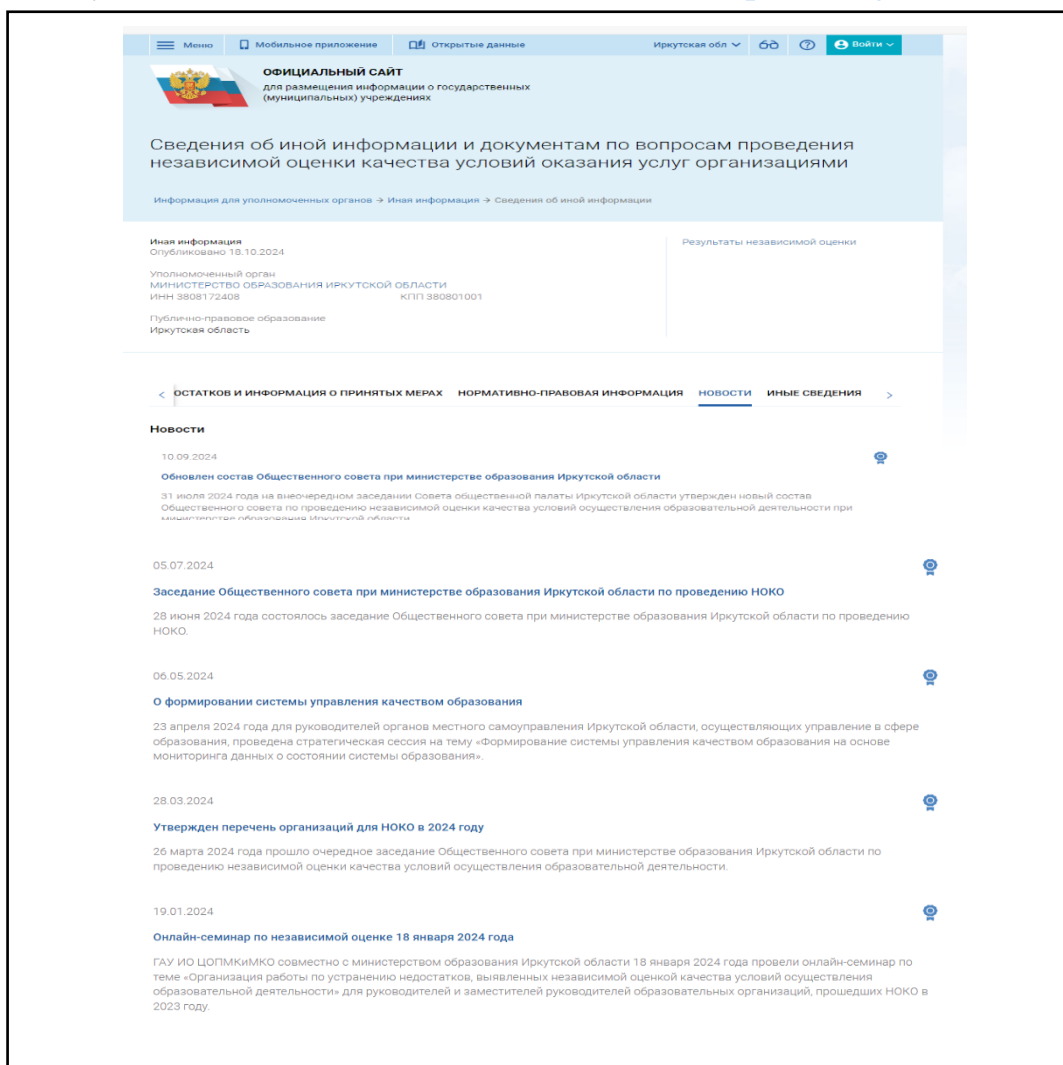 Меню
Мобильное приложение
Открытые данные
Иркутская обл
Войти
ОФИЦИАЛЬНЫЙ САЙТ
для размещения информации о государственных
(муниципальных) учреждениях
Сведения об иной информации и документам по вопросам проведения
независимой оценки качества условий оказания услуг организациями
Информация для уполномоченных органов → Иная информация → Сведения об иной информации
Иная информация
Опубликовано 18.10.2024
Результаты независимой оценки
Уполномоченный орган
МИНИСТЕРСТВО ОБРАЗОВАНИЯ ИРКУТСКОЙ ОБЛАСТИ
ИНН 3808172408 КПП 380801001
Публично-правовое образование
Иркутская область
< ОСТАТКОВ И ИНФОРМАЦИЯ О ПРИНЯТЫХ МЕРАХ НОРМАТИВНО-ПРАВОВАЯ ИНФОРМАЦИЯ НОВОСТИ ИНЫЕ СВЕДЕНИЯ >
Новости
10.09.2024
Обновлен состав Общественного совета при министерстве образования Иркутской области
31 июля 2024 года на внеочередном заседании Совета общественной палаты Иркутской области утвержден новый состав
Общественного совета по проведению независимой оценки качества условий осуществления образовательной деятельности при
министерстве образования Иркутской области
05.07.2024
Заседание Общественного совета при министерстве образования Иркутской области по проведению НОКО
28 июня 2024 года состоялось заседание Общественного совета при министерстве образования Иркутской области по проведению
НОКО.
06.05.2024
О формировании системы управления качеством образования
23 апреля 2024 года для руководителей органов местного самоуправления Иркутской области, осуществляющих управление в сфере
образования, проведена стратегическая сессия на тему «Формирование системы управления качеством образования на основе
мониторинга данных о состоянии системы образования».
28.03.2024
Утвержден перечень организаций для НОКО в 2024 году
26 марта 2024 года прошло очередное заседание Общественного совета при министерстве образования Иркутской области по
проведению независимой оценки качества условий осуществления образовательной деятельности.
19.01.2024
Онлайн-семинар по независимой оценке 18 января 2024 года
ГАУ ИО ЦОПМКиМКО совместно с министерством образования Иркутской области 18 января 2024 года провели онлайн-семинар по
теме «Организация работы по устранению недостатков, выявленных независимой оценкой качества условий осуществления
образовательной деятельности» для руководителей и заместителей руководителей образовательных организаций, прошедших НОКО в
2023 году.